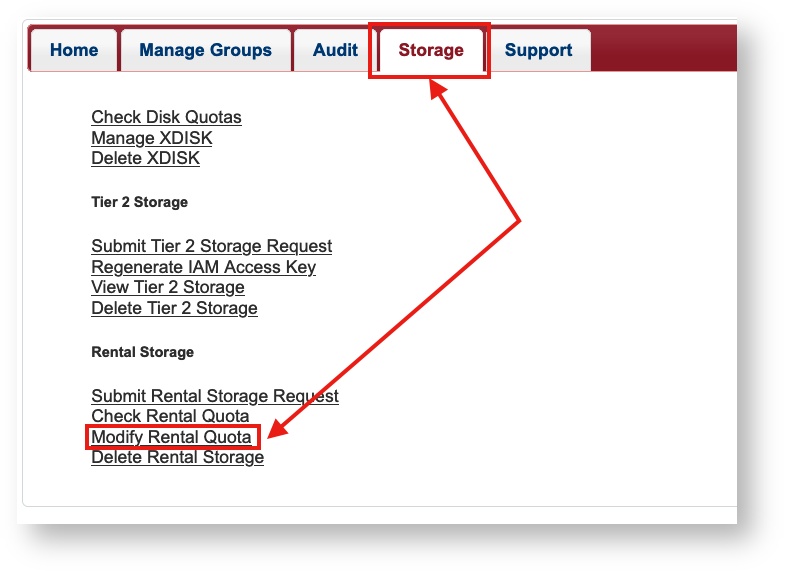 Home Manage Groups Audit Storage Support
Check Disk Quotas
Manage XDISK
Delete XDISK
Tier 2 Storage
Submit Tier 2 Storage Request
Regenerate IAM Access Key
View Tier 2 Storage
Delete Tier 2 Storage
Rental Storage
Submit Rental Storage Request
Check Rental Quota
Modify Rental Quota
Delete Rental Storage